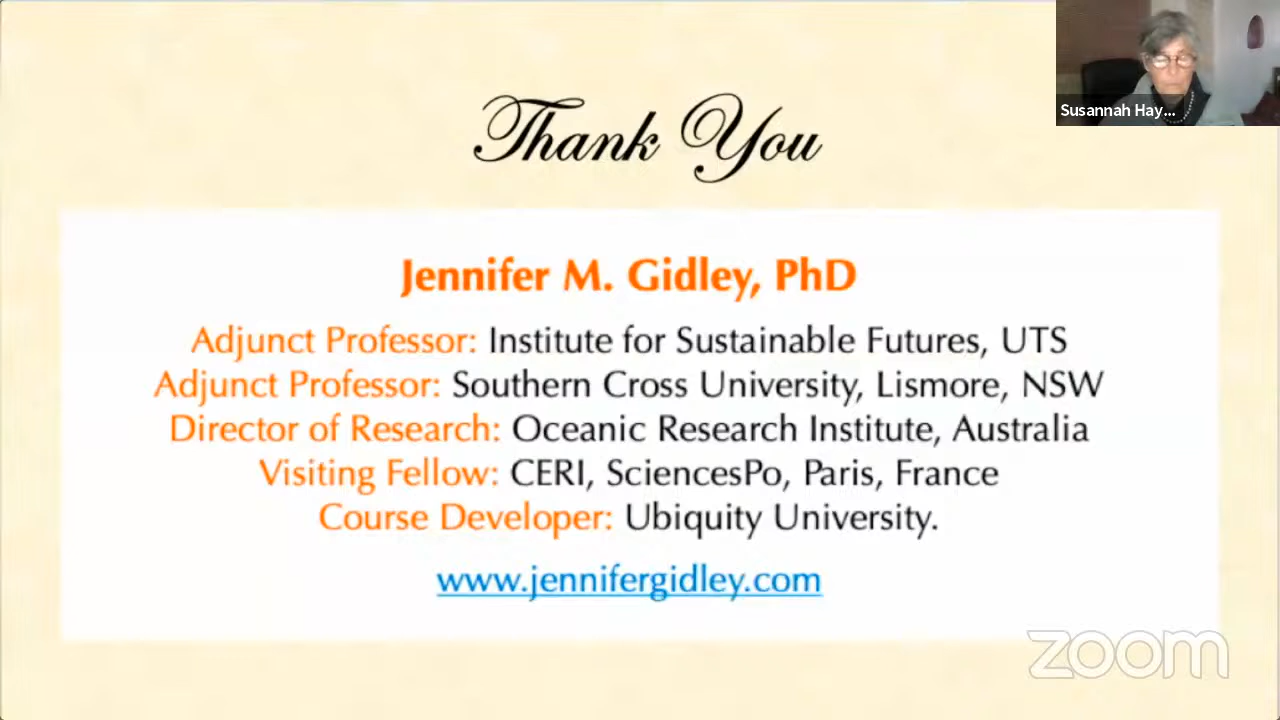 Thank You
Susannah Hay...
Jennifer M. Gidley, PhD
Adjunct Professor: Institute for Sustainable Futures, UTS
Adjunct Professor: Southern Cross University, Lismore, NSW
Director of Research: Oceanic Research Institute, Australia
Visiting Fellow: CERI, SciencesPo, Paris, France
Course Developer: Ubiquity University.
www.jennifergidley.com
zoom